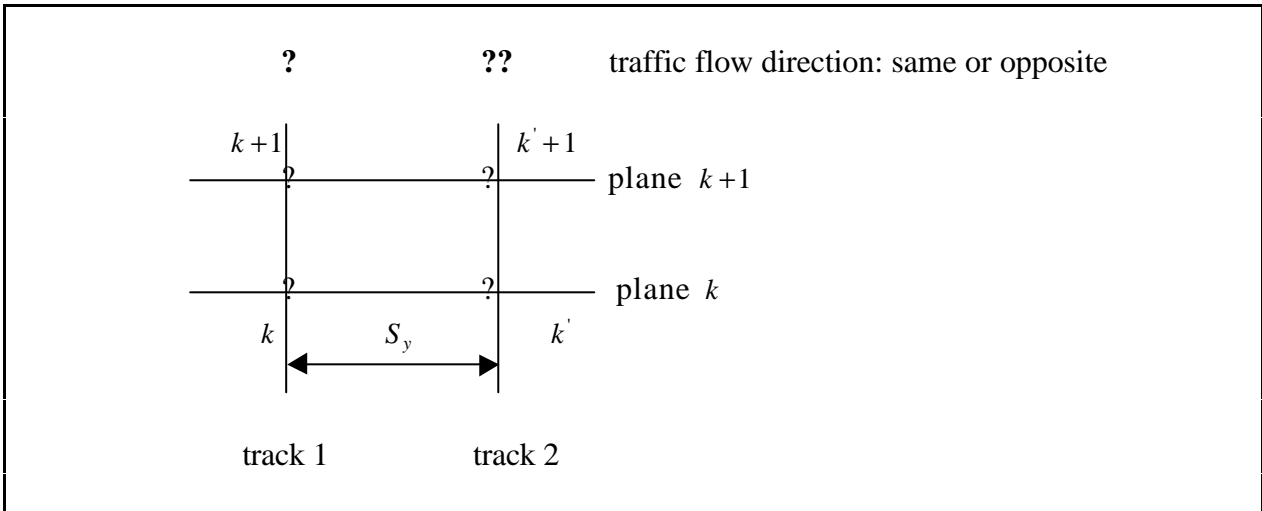 ? ?? traffic flow direction: same or opposite
k+1 k'+1
? ? plane k+1
? ? plane k
k S_y k'
track 1 track 2